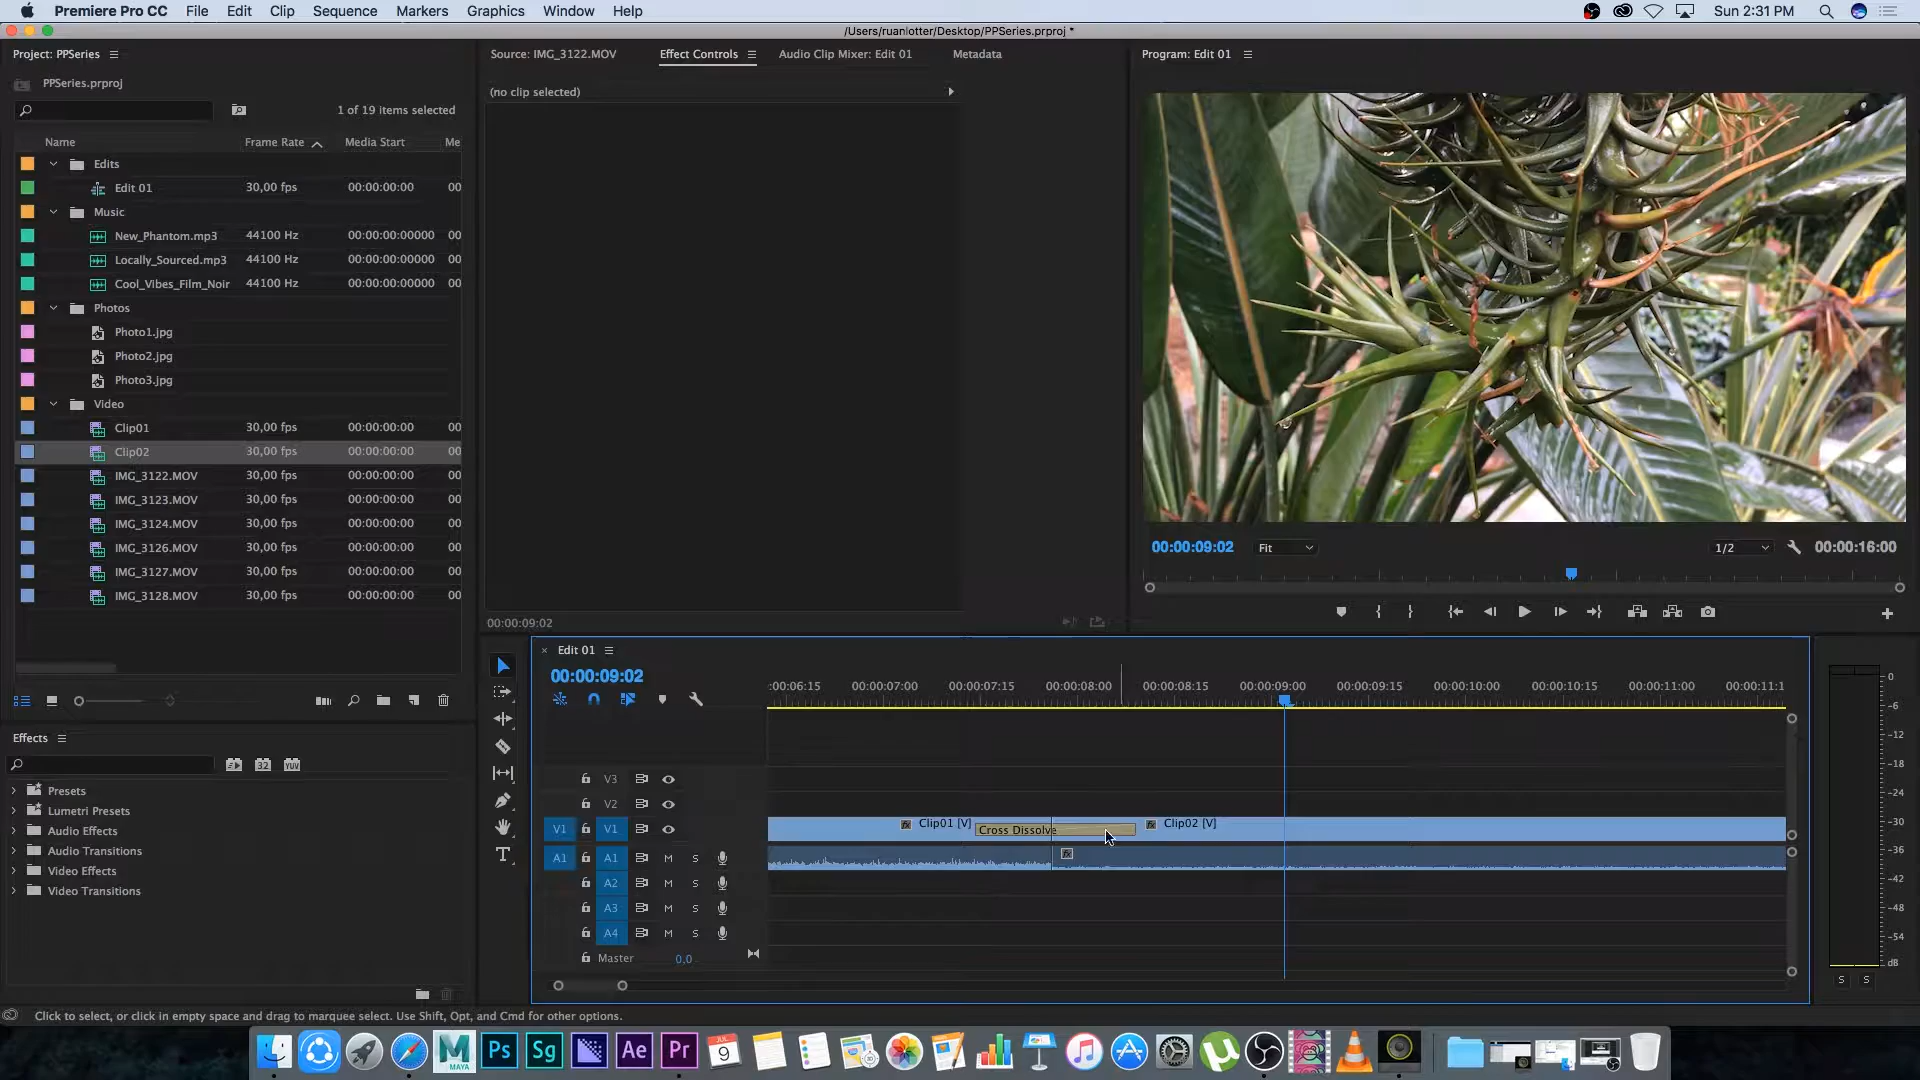 Premiere Pro CC File Edit Clip Sequence Markers Graphics Window Help
Sun 2:31 PM
/Users/ruanlotter/Desktop/PPSeries.prproj *
Project: PPSeries
PPSeries.prproj
1 of 19 items selected
Name Frame Rate Media Start Me
Edits
Edit 01 30,00 fps 00:00:00:00 00
Music
New_Phantom.mp3 44100 Hz 00:00:00:00000 00
Locally_Sourced.mp3 44100 Hz 00:00:00:00000 00
Cool_Vibes_Film_Noir 44100 Hz 00:00:00:00000 00
Photos
Photo1.jpg
Photo2.jpg
Photo3.jpg
Video
Clip01 30,00 fps 00:00:00:00 00
Clip02 30,00 fps 00:00:00:00 00
IMG_3122.MOV 30,00 fps 00:00:00:00 00
IMG_3123.MOV 30,00 fps 00:00:00:00 00
IMG_3124.MOV 30,00 fps 00:00:00:00 00
IMG_3126.MOV 30,00 fps 00:00:00:00 00
IMG_3127.MOV 30,00 fps 00:00:00:00 00
IMG_3128.MOV 30,00 fps 00:00:00:00 00
Source: IMG_3122.MOV Effect Controls Audio Clip Mixer: Edit 01 Metadata
(no clip selected)
00:00:09:02
Program: Edit 01
00:00:09:02 Fit 1/2 00:00:16:00
Effects
32 YUV
Presets
Lumetri Presets
Audio Effects
Audio Transitions
Video Effects
Video Transitions
× Edit 01
00:00:09:02
:00:06:15 00:00:07:00 00:00:07:15 00:00:08:00 00:00:08:15 00:00:09:00 00:00:09:15 00:00:10:00 00:00:10:15 00:00:11:00 00:00:11:1
V3
V2
V1 V1 fx Clip01 [V] Cross Dissolve fx Clip02 [V]
A1 A1 M S fx
A2 M S
A3 M S
A4 M S
Master 0,0
0
-6
-12
-18
-24
-30
-36
-42
-48
-54
dB
S S
Click to select, or click in empty space and drag to marquee select. Use Shift, Opt, and Cmd for other options.
M MAYA Ps Sg Ae Pr JUL 9